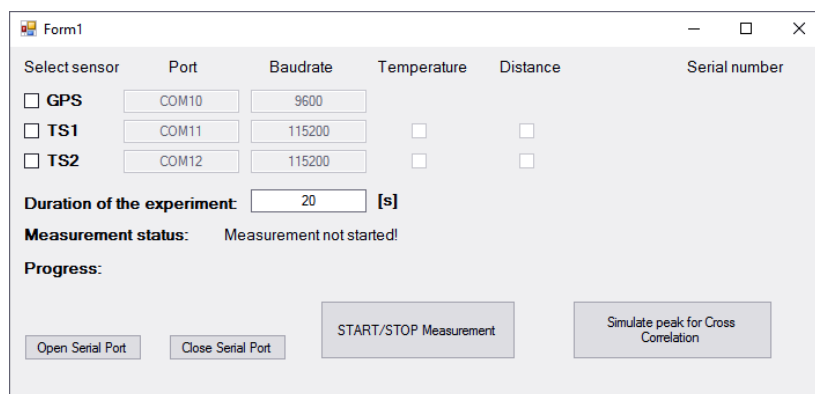 Form1
Select sensor Port Baudrate Temperature Distance Serial number
GPS COM10 9600
TS1 COM11 115200
TS2 COM12 115200
Duration of the experiment: 20 [s]
Measurement status: Measurement not started!
Progress:
Open Serial Port Close Serial Port START/STOP Measurement Simulate peak for Cross
Correlation